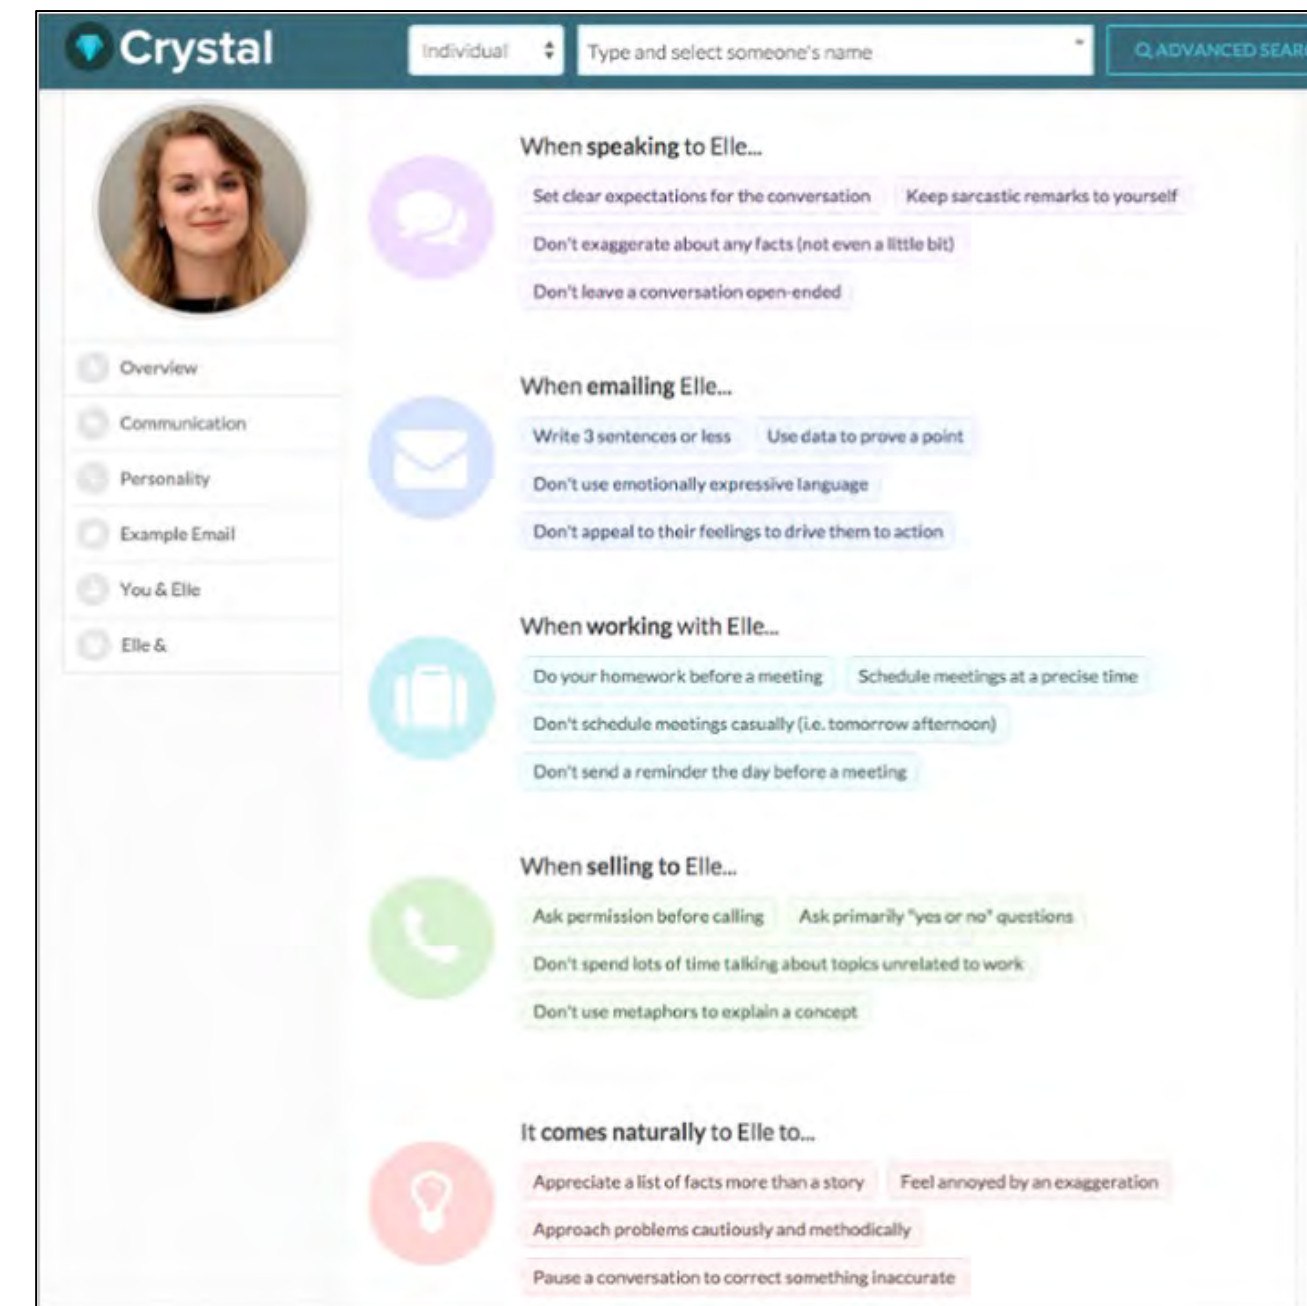 Crystal
Individual
Type and select someone's name
ADVANCED
When speaking to Elle...
Set clear expectations for the conversation Keep sarcastic remarks to yourself
Don't exaggerate about any facts (not even a little bit)
Don't leave a conversation open-ended
Overview
Communication
Personality
Example Email
You & Elle
Elle &
When emailing Elle...
Write 3 sentences or less Use data to prove a point
Don't use emotionally expressive language
Don't appeal to their feelings to drive them to action
When working with Elle...
Do your homework before a meeting Schedule meetings at a precise time
Don't schedule meetings casually (i.e. tomorrow afternoon)
Don't send a reminder the day before a meeting
When selling to Elle...
Ask permission before calling Ask primarily "yes or no" questions
Don't spend lots of time talking about topics unrelated to work
Don't use metaphors to explain a concept
It comes naturally to Elle to...
Appreciate a list of facts more than a story Feel annoyed by an exaggeration
Approach problems cautiously and methodically
Pause a conversation to correct something inaccurate